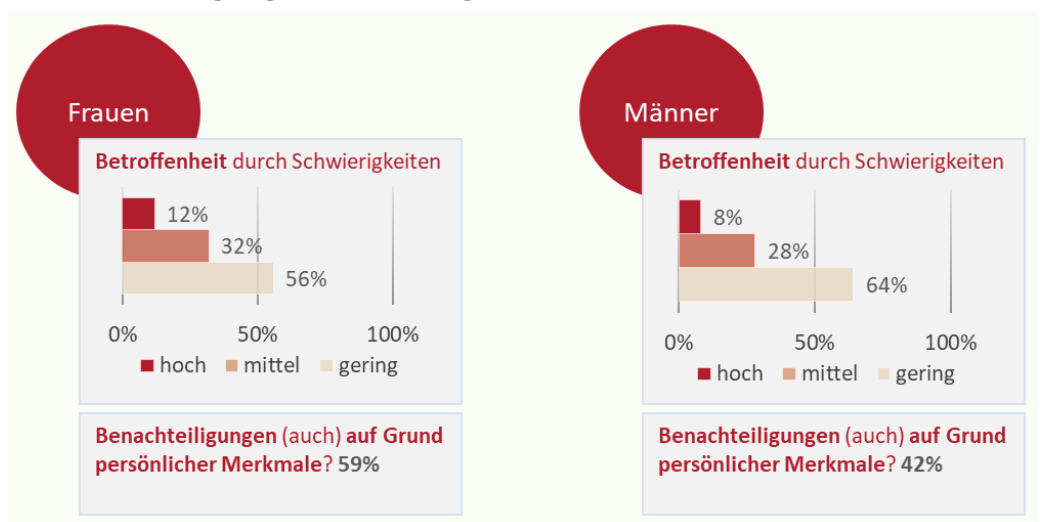 Frauen
Betroffenheit durch Schwierigkeiten
12%
32%
56%
0% 50% 100%
hoch mittel gering
Benachteiligungen (auch) auf Grund
persönlicher Merkmale? 59%
Männer
Betroffenheit durch Schwierigkeiten
8%
28%
64%
0% 50% 100%
hoch mittel gering
Benachteiligungen (auch) auf Grund
persönlicher Merkmale? 42%